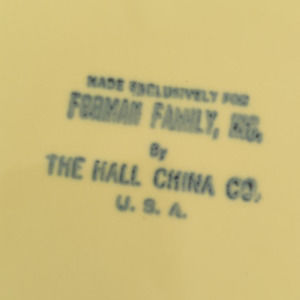 MADE EXCLUSIVELY FOR
FORMAN FAMILY, INC.
By
THE HALL CHINA CO.
U. S. A.